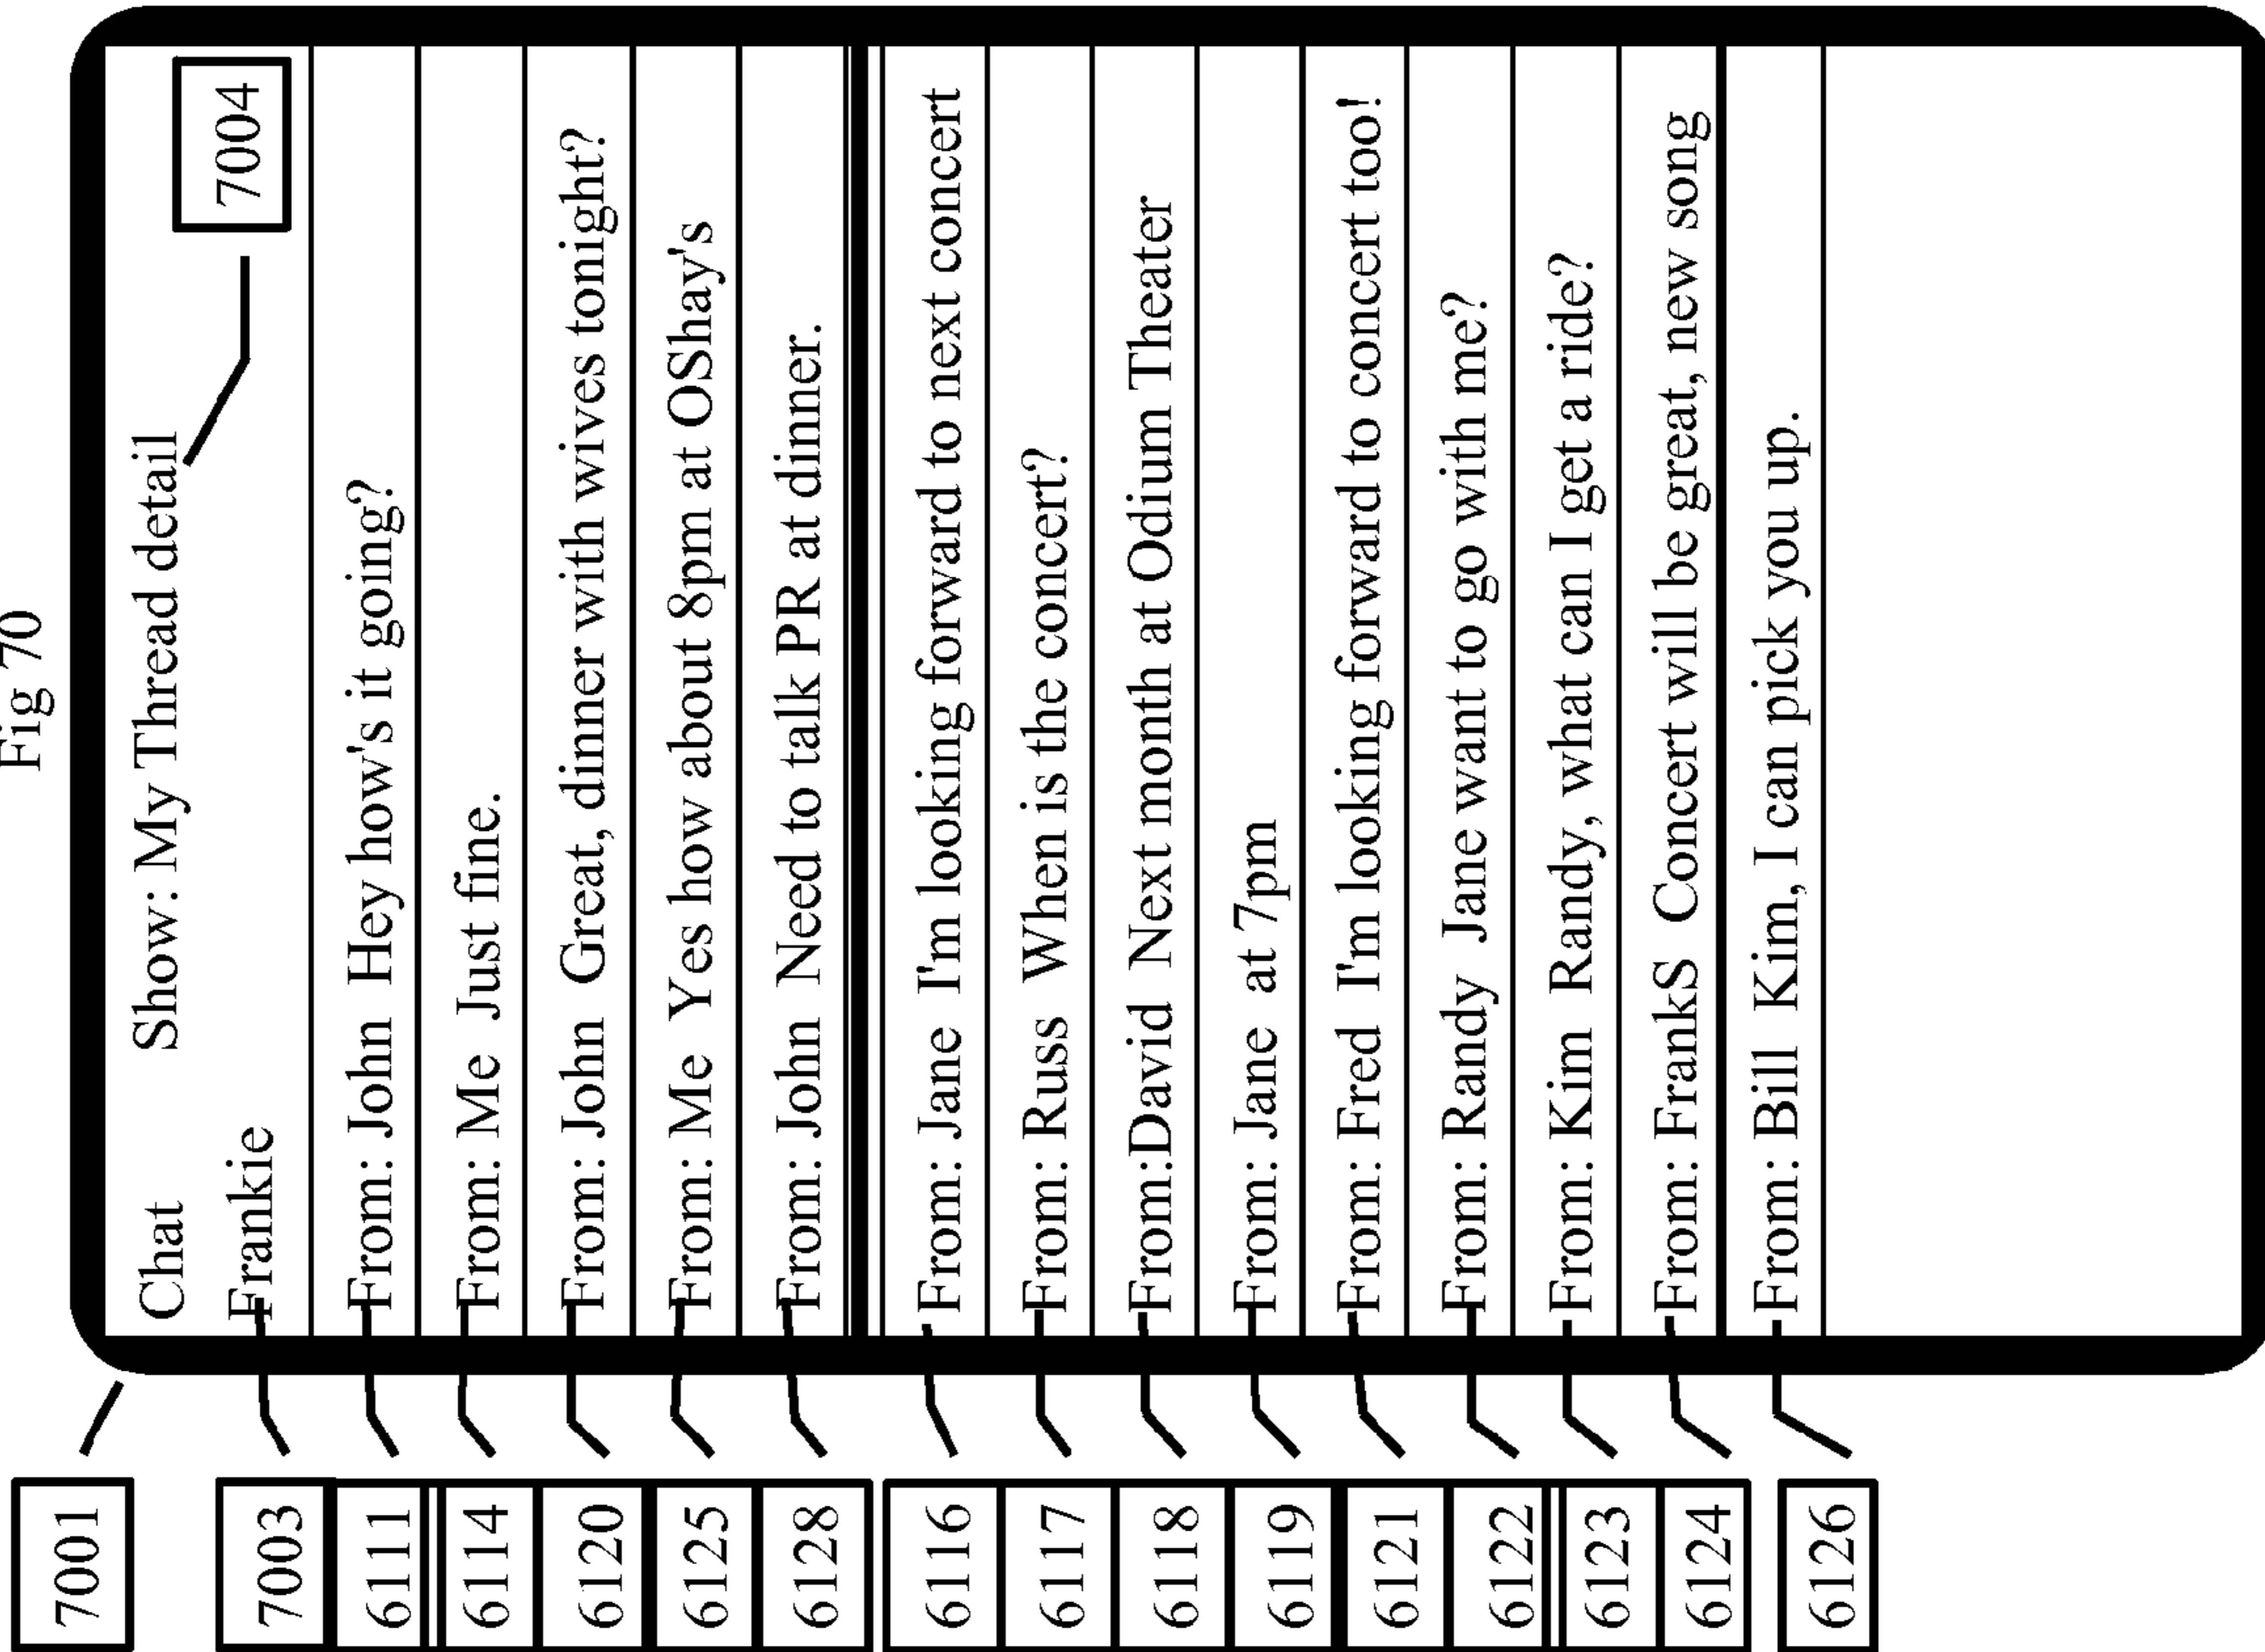 Fig 70
7001
Chat Show: My Thread detail
7004
7003 Frankie
6111 From: John Hey how's it going?
6114 From: Me Just fine.
6120 From: John Great, dinner with wives tonight?
6125 From: Me Yes how about 8pm at OShay's
6128 From: John Need to talk PR at dinner.
6116 From: Jane I'm looking forward to next concert
6117 From: Russ When is the concert?
6118 From:David Next month at Odium Theater
6119 From: Jane at 7pm
6121 From: Fred I'm looking forward to concert too!
6122 From: Randy Jane want to go with me?
6123 From: Kim Randy, what can I get a ride?
6124 From: FrankS Concert will be great, new song
6126 From: Bill Kim, I can pick you up.